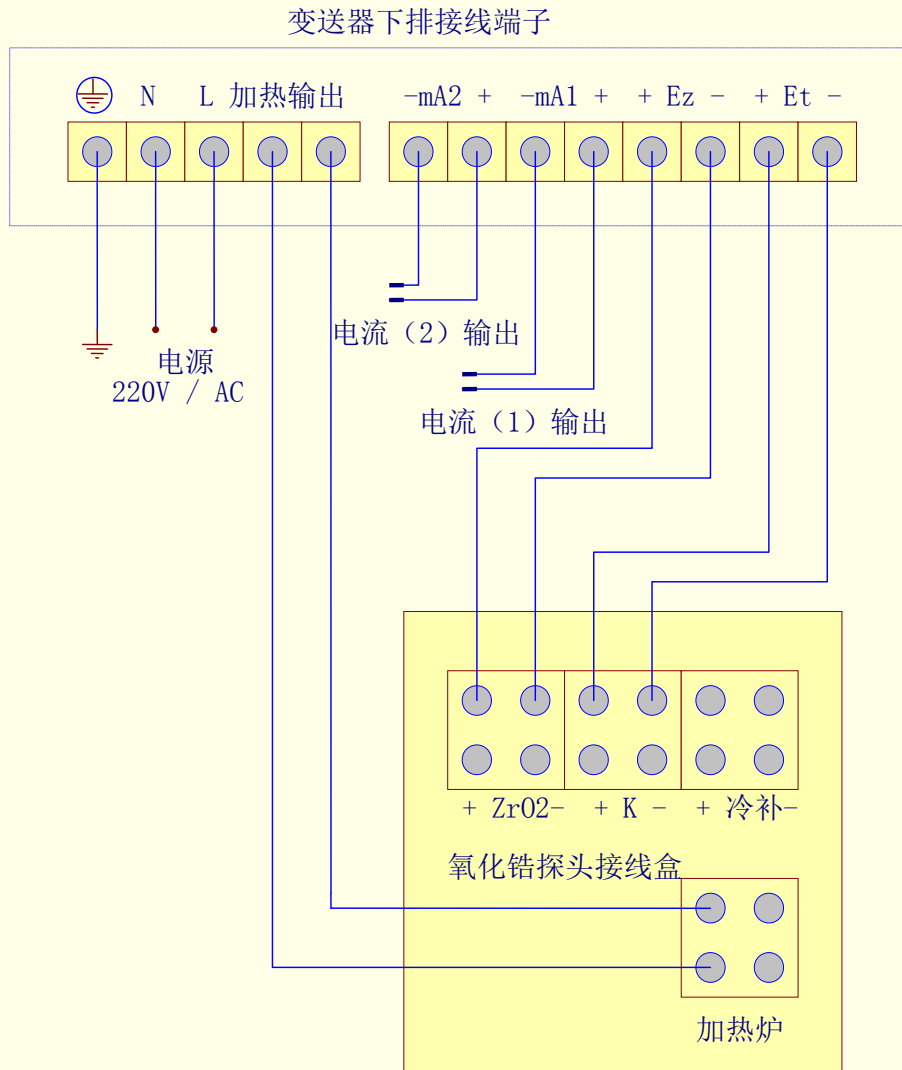 变送器下排接线端子
N L 加热输出 -mA2 + -mA1 + + Ez - + Et -
电流（2）输出
电源
220V / AC
电流（1）输出
+ ZrO2- + K - + 冷补-
氧化锆探头接线盒
加热炉